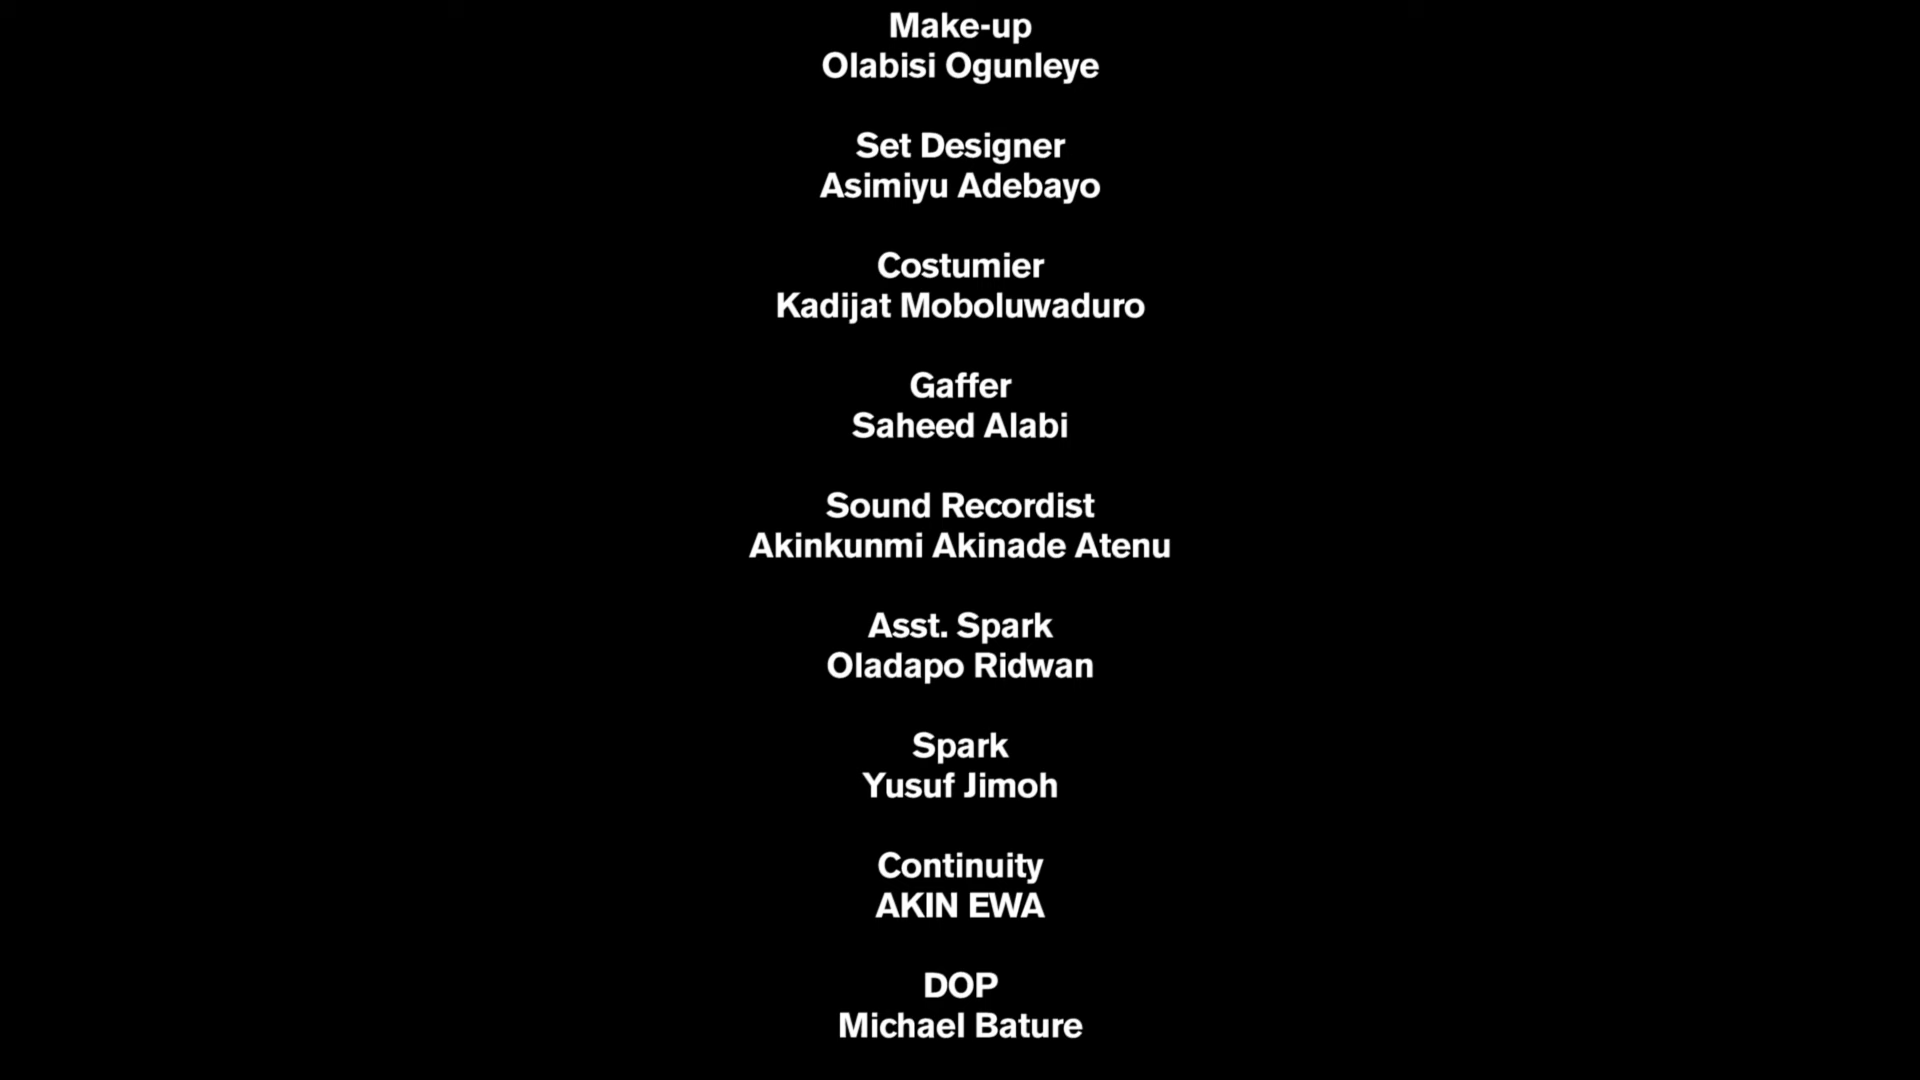 Make-up
Olabisi Ogunleye
Set Designer
Asimiyu Adebayo
Costumier
Kadijat Moboluwaduro
Gaffer
Saheed Alabi
Sound Recordist
Akinkunmi Akinade Atenu
Asst. Spark
Oladapo Ridwan
Spark
Yusuf Jimoh
Continuity
AKIN EWA
DOP
Michael Bature